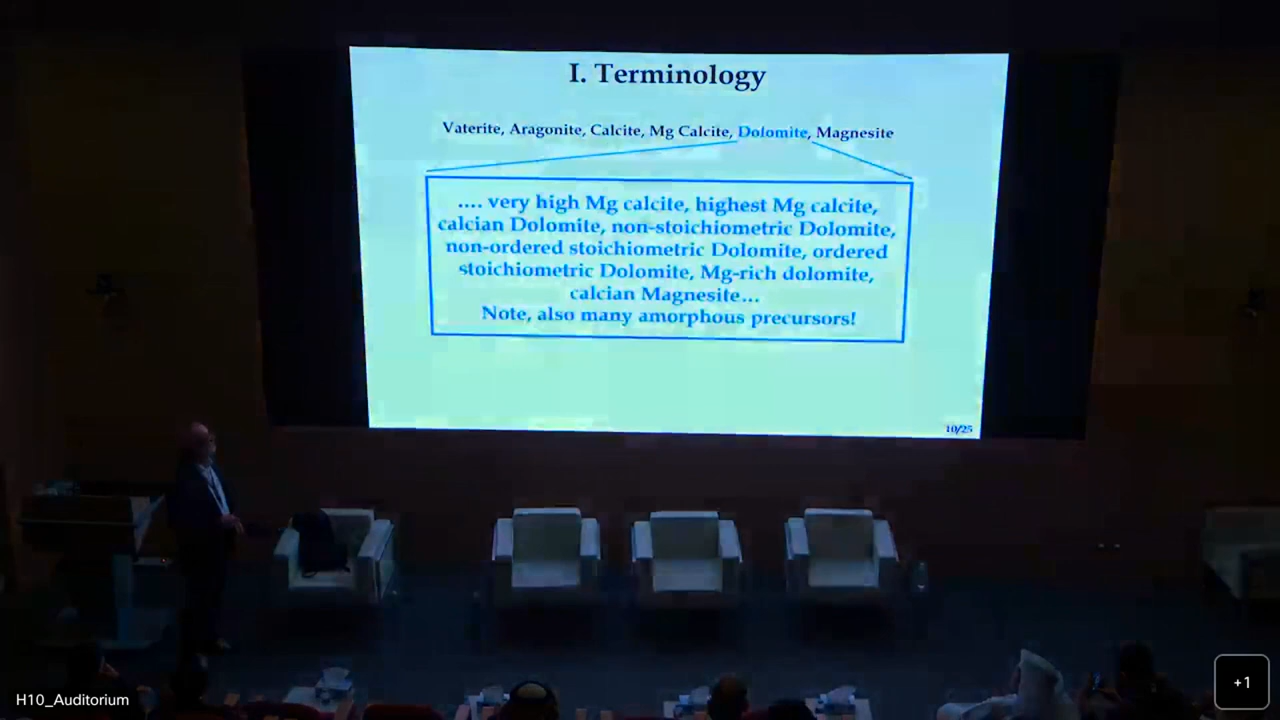 I. Terminology
Vaterite, Aragonite, Calcite, Mg Calcite, Dolomite, Magnesite
.... very high Mg calcite, highest Mg calcite,
calcian Dolomite, non-stoichiometric Dolomite,
non-ordered stoichiometric Dolomite, ordered
stoichiometric Dolomite, Mg-rich dolomite,
calcian Magnesite...
Note, also many amorphous precursors!
10/25
H10_Auditorium
+1